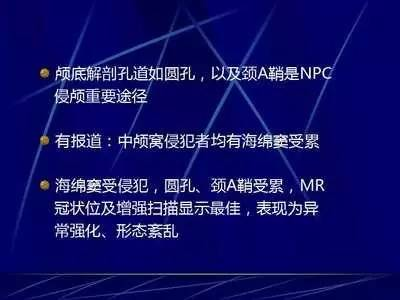 颅底解剖孔道如圆孔，以及颈A鞘是NPC
侵颅重要途径
有报道：中颅窝侵犯者均有海绵窦受累
海绵窦受侵犯，圆孔、颈A鞘受累，MR
冠状位及增强扫描显示最佳，表现为异
常强化、形态紊乱